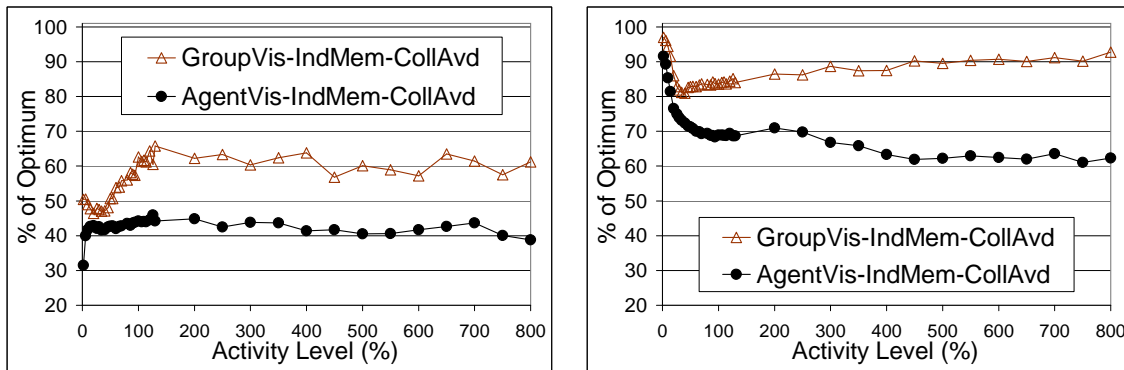 100
90
80
70
60
50
40
30
20
% of Optimum
GroupVis-IndMem-CollAvd
AgentVis-IndMem-CollAvd
0 100 200 300 400 500 600 700 800
Activity Level (%)
100
90
80
70
60
50
40
30
20
% of Optimum
GroupVis-IndMem-CollAvd
AgentVis-IndMem-CollAvd
0 100 200 300 400 500 600 700 800
Activity Level (%)